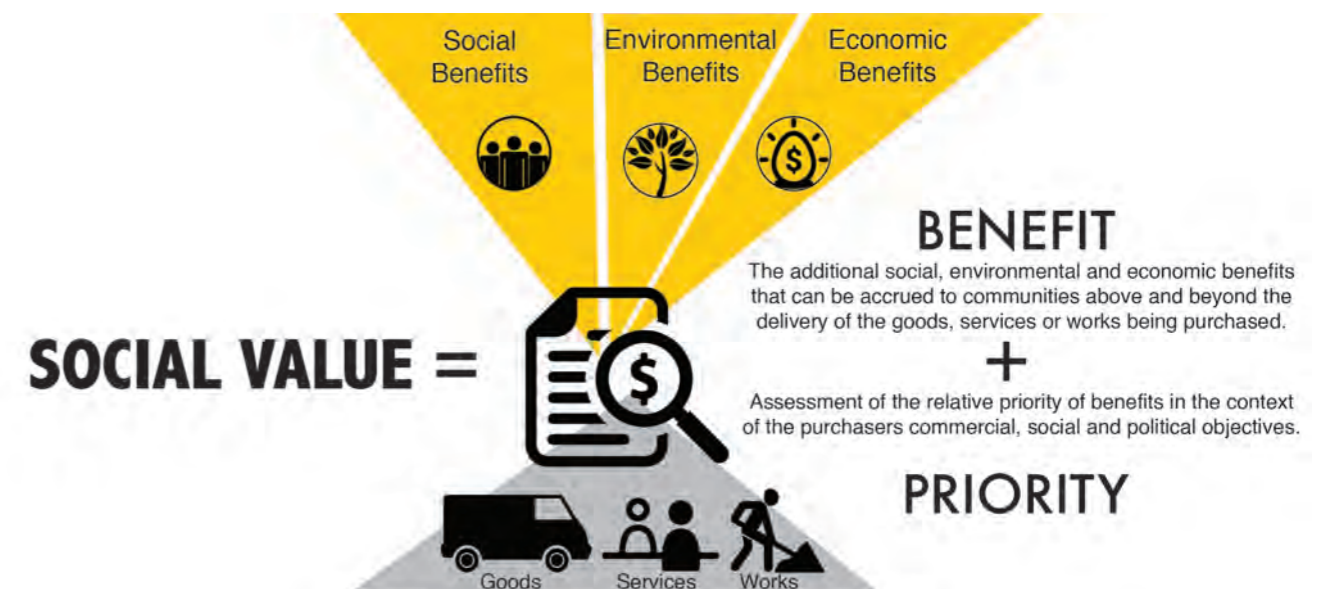 Social
Benefits
Environmental
Benefits
Economic
Benefits
$
BENEFIT
The additional social, environmental and economic benefits
that can be accrued to communities above and beyond the
delivery of the goods, services or works being purchased.
SOCIAL VALUE =
$
+
Assessment of the relative priority of benefits in the context
of the purchasers commercial, social and political objectives.
PRIORITY
Goods
Services
Works